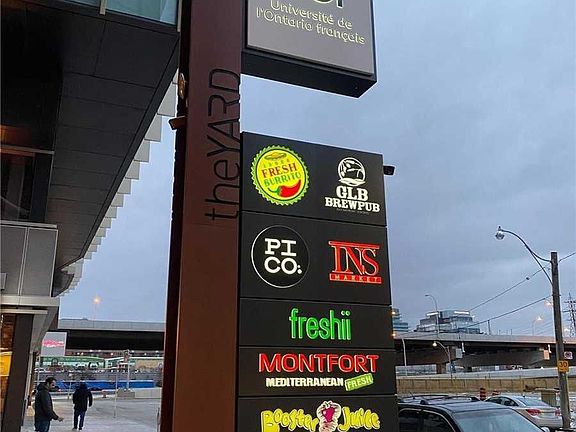 Université de
l'Ontario français
theYARD
FRESH
BURRITO
GLB
BREWPUB
PI
CO.
INS
MARKET
freshii
MONTFORT
MEDITERRANEAN FRESH
Booster Juice